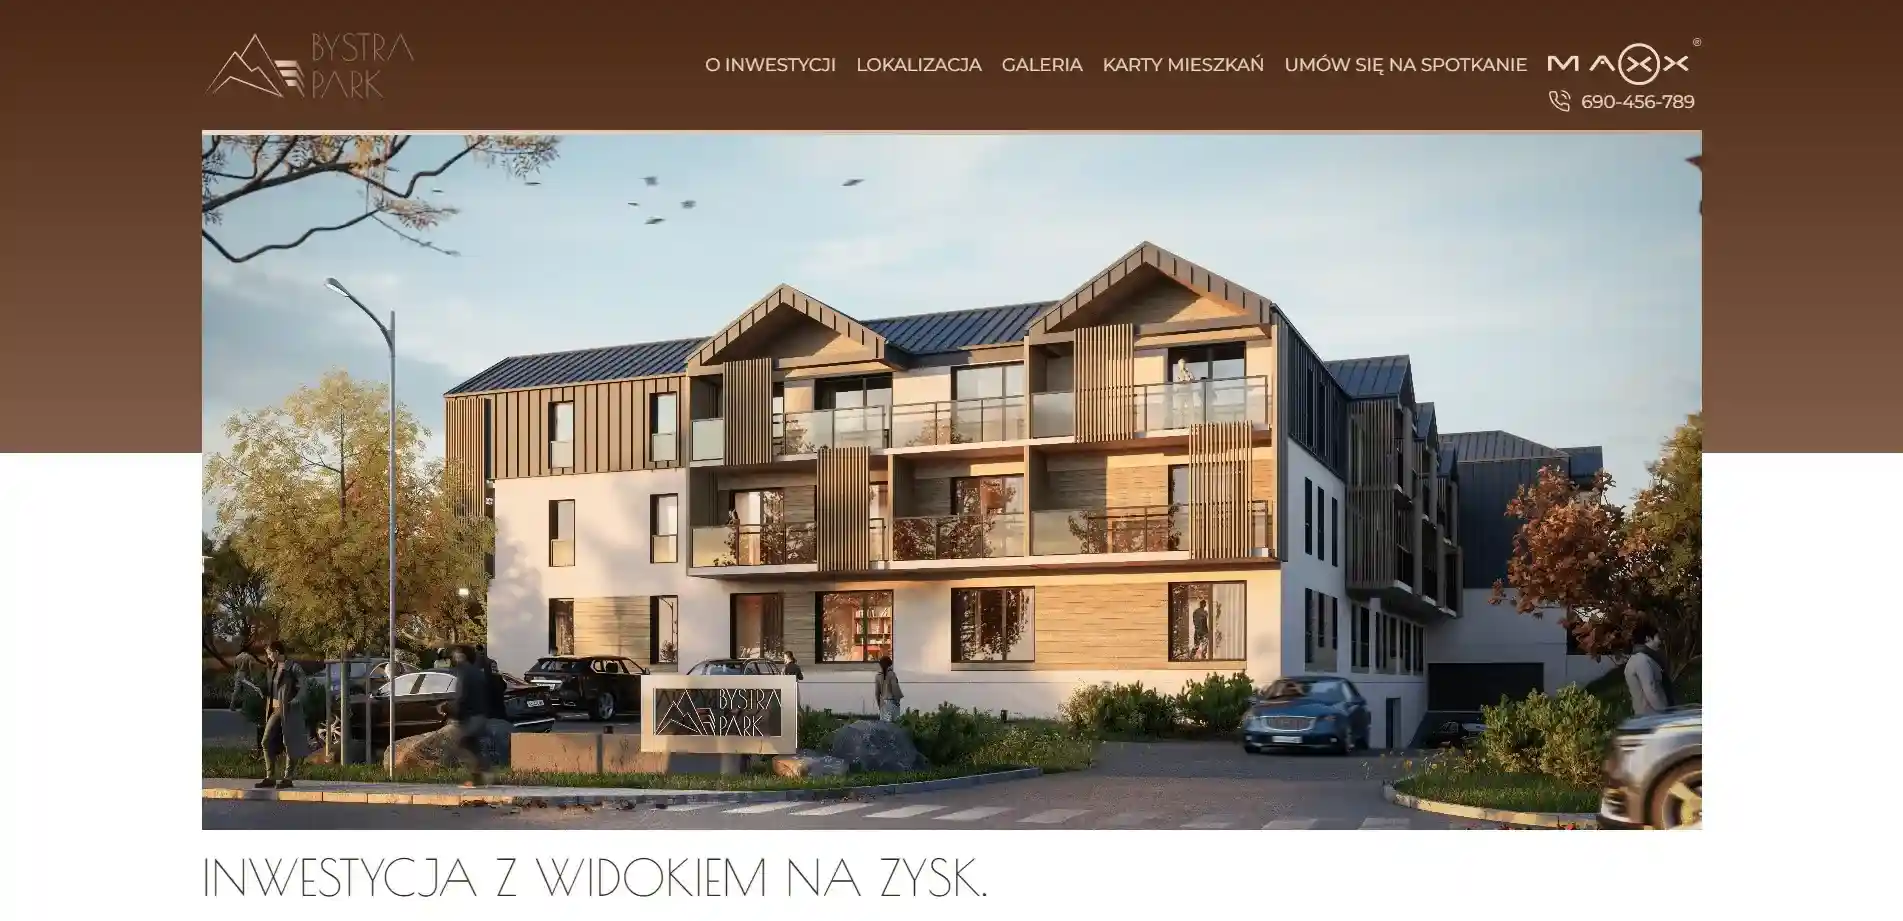 BYSTRA
PARK
O INWESTYCJI LOKALIZACJA GALERIA KARTY MIESZKAŃ UMÓW SIĘ NA SPOTKANIE MAXX ®
690-456-789
BYSTRA
PARK
INWESTYCJA Z WIDOKIEM NA ZYSK.